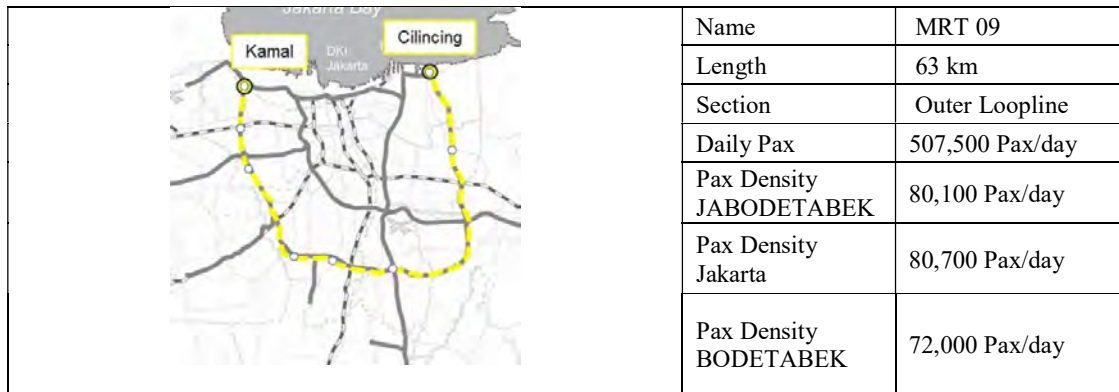 Jakarta Bay
Kamal
Cilincing
DKI
Jakarta
Name MRT 09
Length 63 km
Section Outer Loopline
Daily Pax 507,500 Pax/day
Pax Density
JABODETABEK 80,100 Pax/day
Pax Density
Jakarta 80,700 Pax/day
Pax Density
BODETABEK 72,000 Pax/day